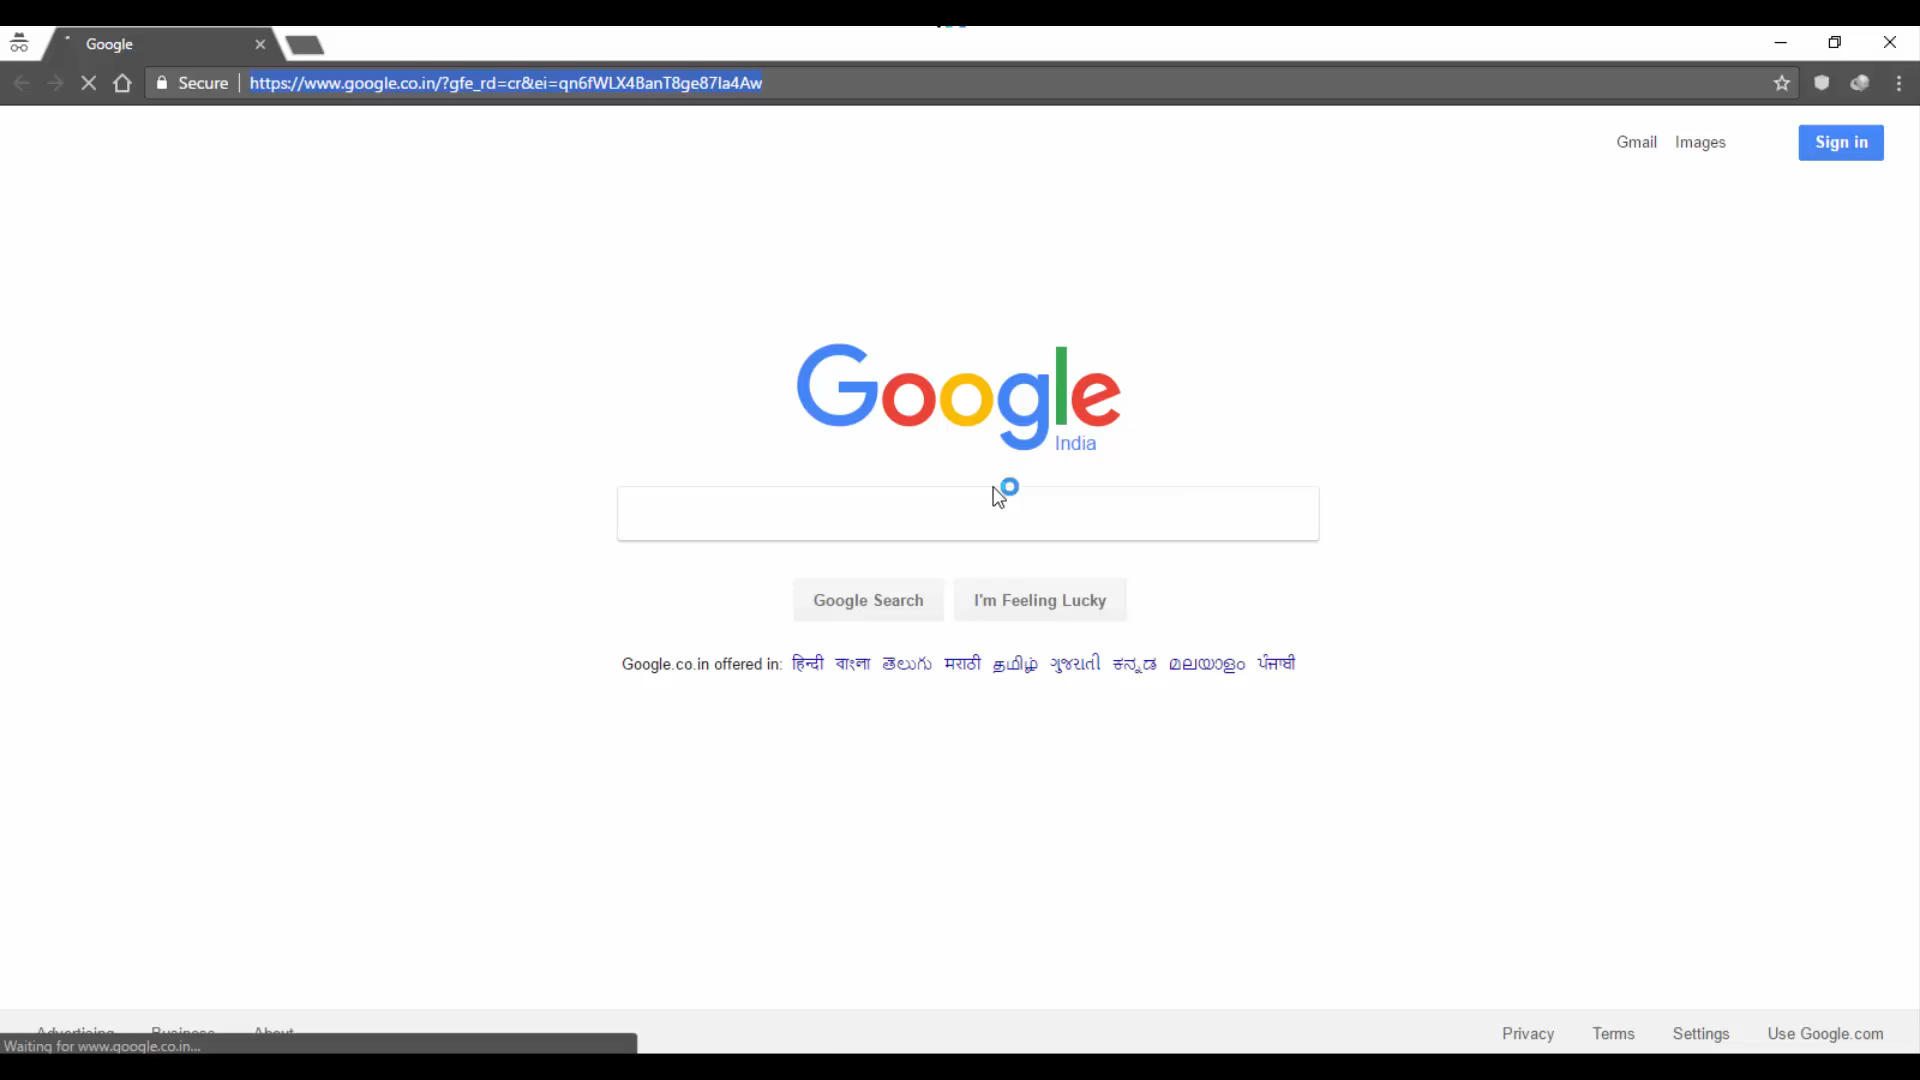 Google
Secure https://www.google.co.in/?gfe_rd=cr&ei=qn6fWLX4BanT8ge87Ia4Aw
Gmail Images Sign in
Google
India
Google Search I'm Feeling Lucky
Google.co.in offered in: हिन्दी বাংলা తెలుగు मराठी தமிழ் ગુજરાતી ಕನ್ನಡ മലയാളം ਪੰਜਾਬੀ
Advertising Business About Privacy Terms Settings Use Google.com
Waiting for www.google.co.in...